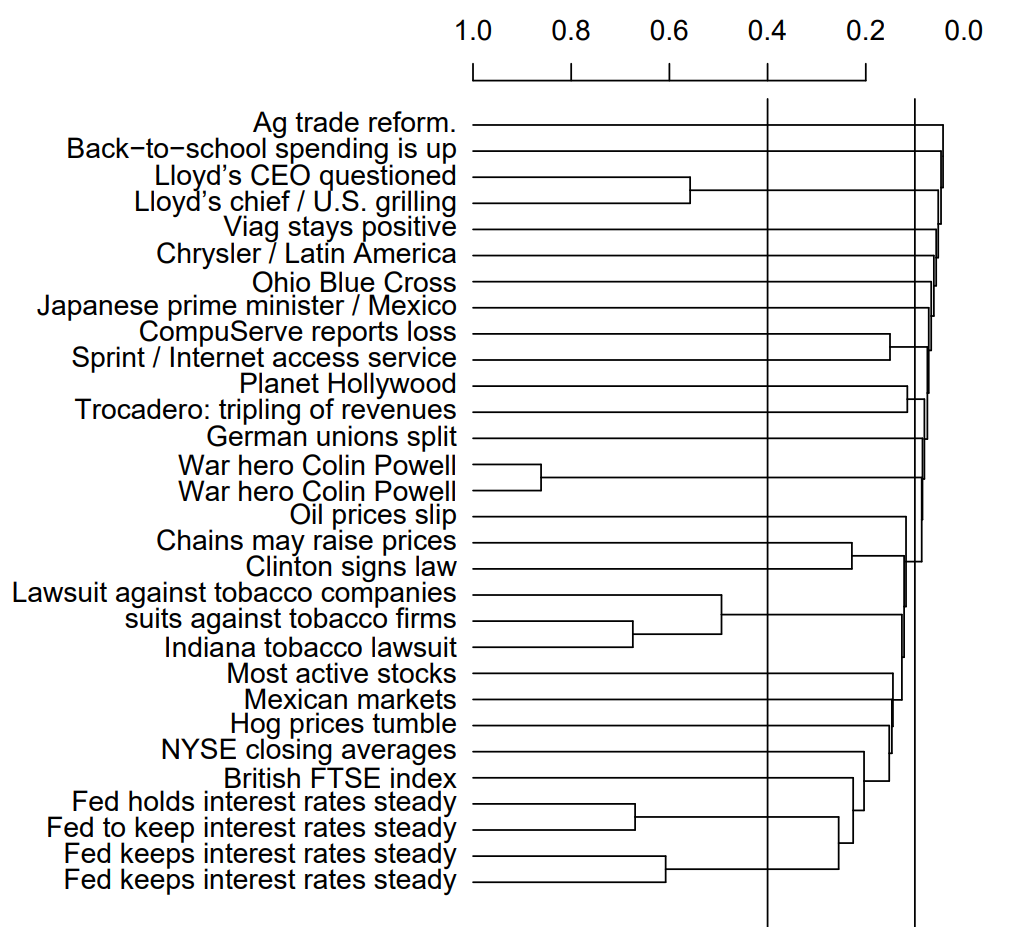 1.0 0.8 0.6 0.4 0.2 0.0
Ag trade reform.
Back−to−school spending is up
Lloyd’s CEO questioned
Lloyd’s chief / U.S. grilling
Viag stays positive
Chrysler / Latin America
Ohio Blue Cross
Japanese prime minister / Mexico
CompuServe reports loss
Sprint / Internet access service
Planet Hollywood
Trocadero: tripling of revenues
German unions split
War hero Colin Powell
War hero Colin Powell
Oil prices slip
Chains may raise prices
Clinton signs law
Lawsuit against tobacco companies
suits against tobacco firms
Indiana tobacco lawsuit
Most active stocks
Mexican markets
Hog prices tumble
NYSE closing averages
British FTSE index
Fed holds interest rates steady
Fed to keep interest rates steady
Fed keeps interest rates steady
Fed keeps interest rates steady